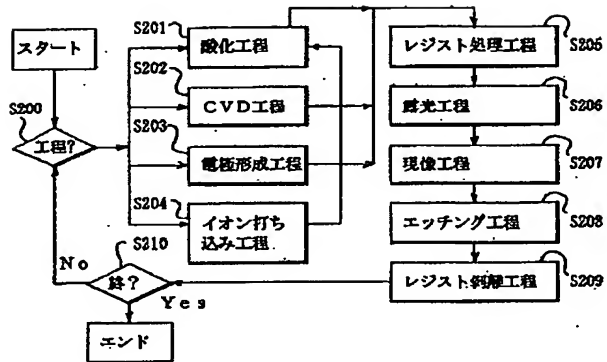 スタート
S200
工程?
S201
酸化工程
S202
CVD工程
S203
電極形成工程
S204
イオン打ち
込み工程
レジスト処理工程
S205
露光工程
S206
現像工程
S207
エッチング工程
S208
レジスト剥離工程
S209
S210
終?
No
Yes
エンド